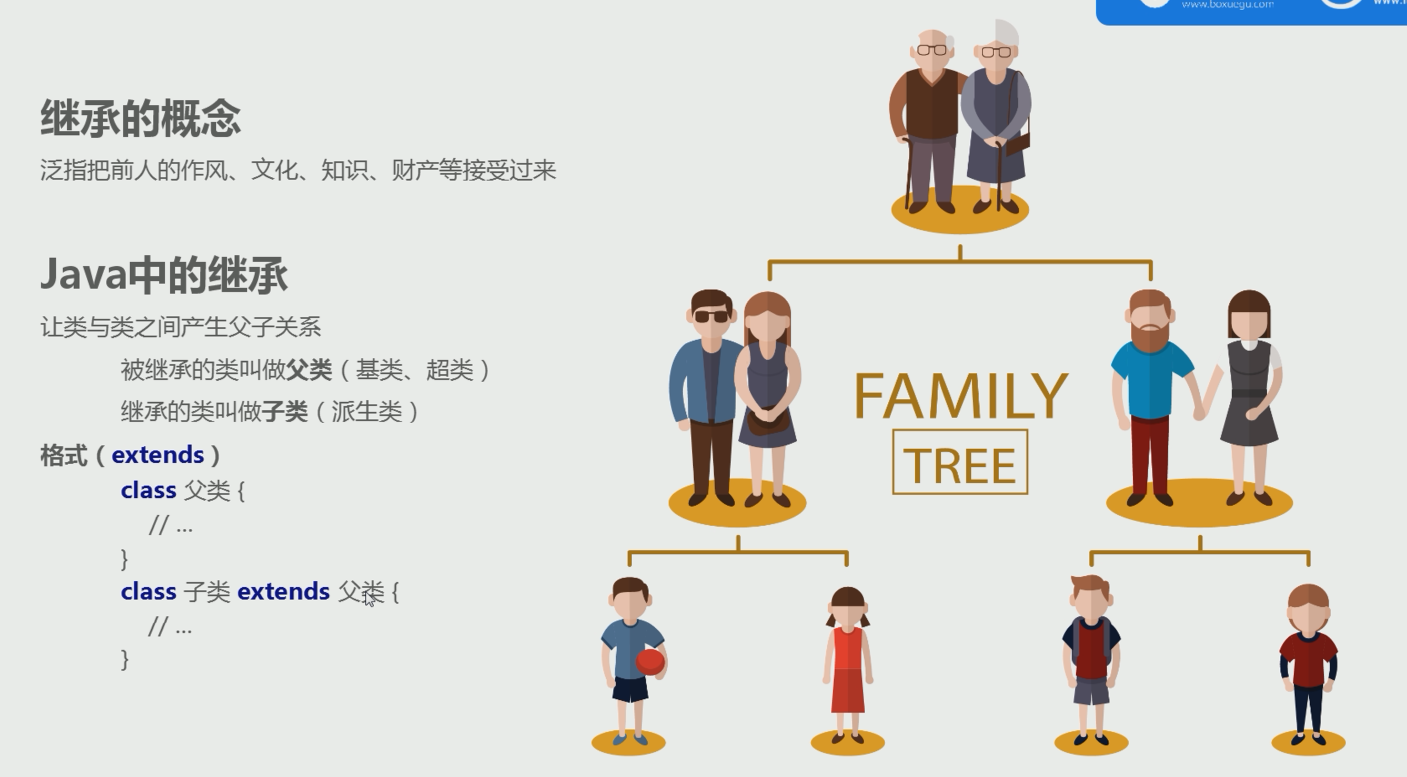 www.boxuegu.com
继承的概念
泛指把前人的作风、文化、知识、财产等接受过来
Java中的继承
让类与类之间产生父子关系
被继承的类叫做父类（基类、超类）
继承的类叫做子类（派生类）
格式（extends）
class 父类 {
// ...
}
class 子类 extends 父类 {
// ...
}
FAMILY
TREE